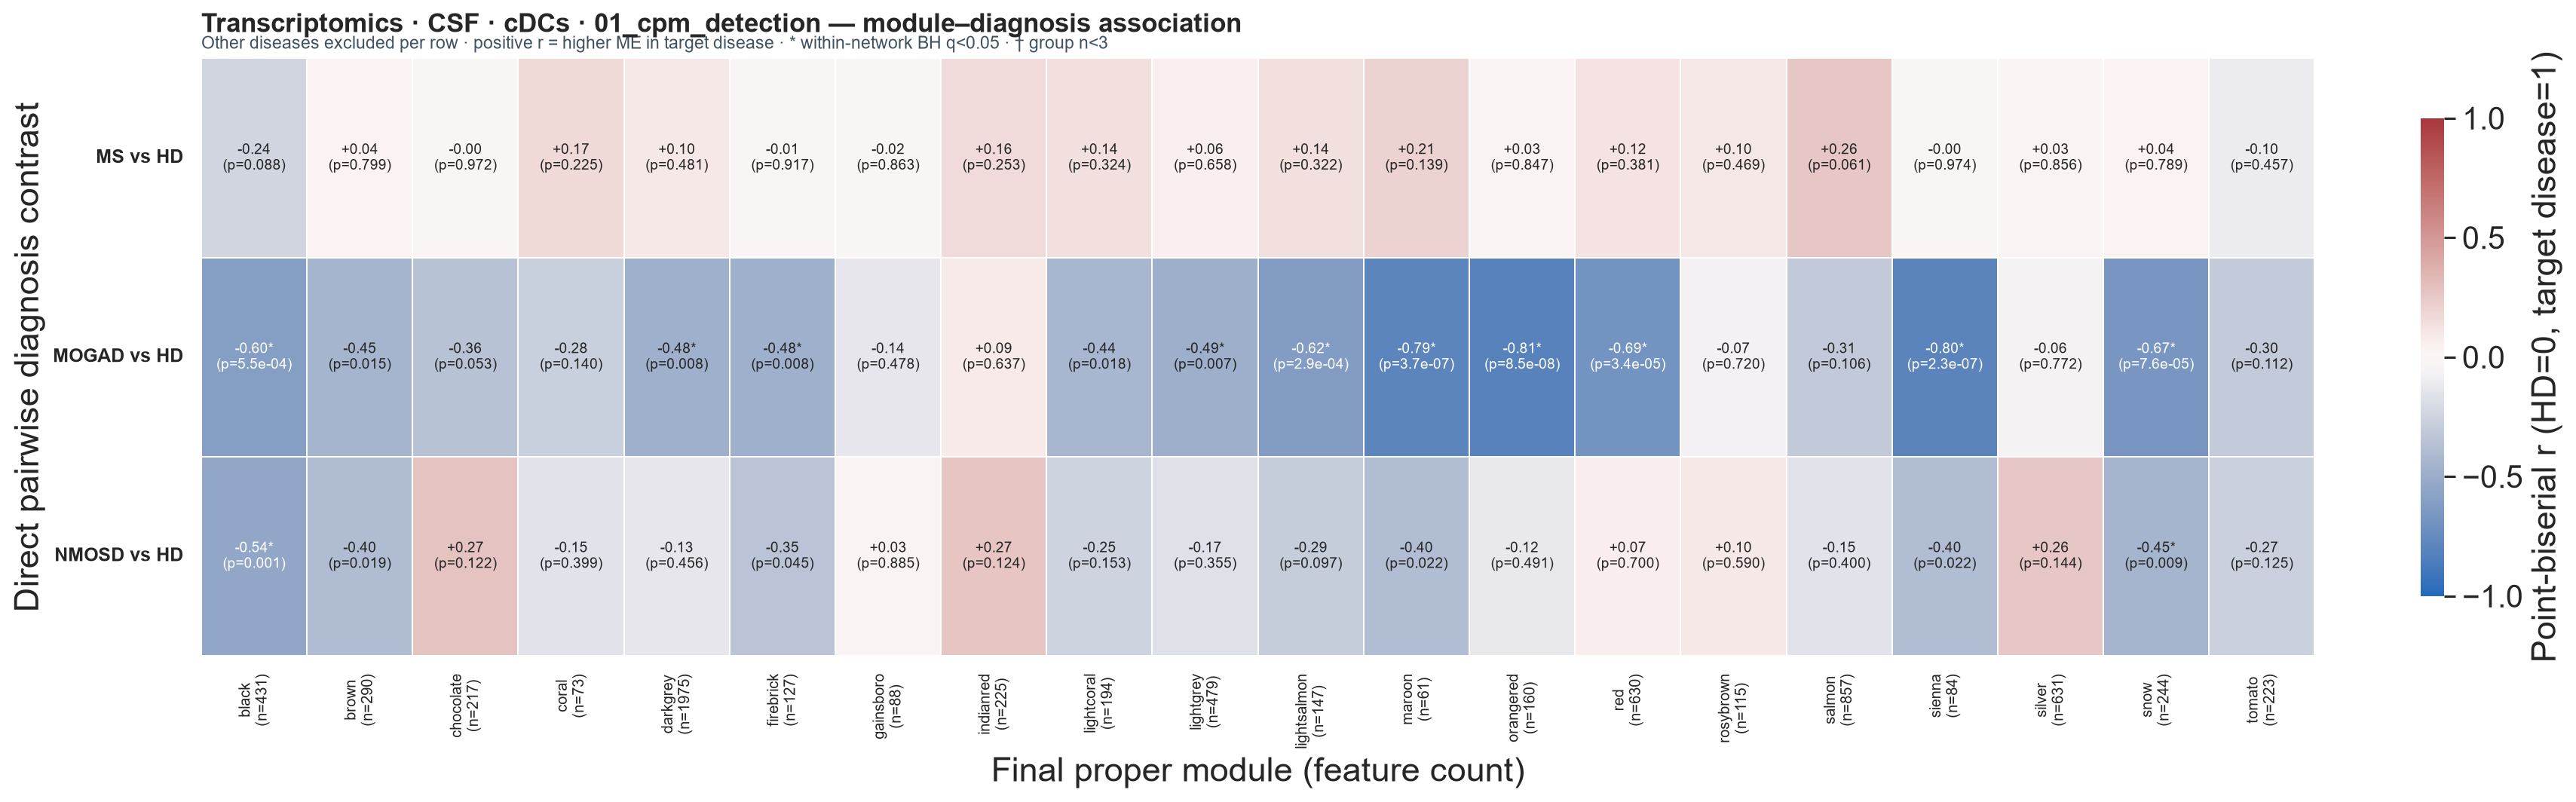 Transcriptomics · CSF · cDCs · 01_cpm_detection — module–diagnosis association
Other diseases excluded per row · positive r = higher ME in target disease · * within-network BH q<0.05 · † group n<3
Direct pairwise diagnosis contrast
MS vs HD
-0.24 +0.04 -0.00 +0.17 +0.10 -0.01 -0.02 +0.16 +0.14 +0.06 +0.14 +0.21 +0.03 +0.12 +0.10 +0.26 -0.00 +0.03 +0.04 -0.10
(p=0.088) (p=0.799) (p=0.972) (p=0.225) (p=0.481) (p=0.917) (p=0.863) (p=0.253) (p=0.324) (p=0.658) (p=0.322) (p=0.139) (p=0.847) (p=0.381) (p=0.469) (p=0.061) (p=0.974) (p=0.856) (p=0.789) (p=0.457)
MOGAD vs HD
-0.60* -0.45 -0.36 -0.28 -0.48* -0.48* -0.14 +0.09 -0.44 -0.49* -0.62* -0.79* -0.81* -0.69* -0.07 -0.31 -0.80* -0.06 -0.67* -0.30
(p=5.5e-04) (p=0.015) (p=0.053) (p=0.140) (p=0.008) (p=0.008) (p=0.478) (p=0.637) (p=0.018) (p=0.007) (p=2.9e-04) (p=3.7e-07) (p=8.5e-08) (p=3.4e-05) (p=0.720) (p=0.106) (p=2.3e-07) (p=0.772) (p=7.6e-05) (p=0.112)
NMOSD vs HD
-0.54* -0.40 +0.27 -0.15 -0.13 -0.35 +0.03 +0.27 -0.25 -0.17 -0.29 -0.40 -0.12 +0.07 +0.10 -0.15 -0.40 +0.26 -0.45* -0.27
(p=0.001) (p=0.019) (p=0.122) (p=0.399) (p=0.456) (p=0.045) (p=0.885) (p=0.124) (p=0.153) (p=0.355) (p=0.097) (p=0.022) (p=0.491) (p=0.700) (p=0.590) (p=0.400) (p=0.022) (p=0.144) (p=0.009) (p=0.125)
black
(n=431)
brown
(n=290)
chocolate
(n=217)
coral
(n=73)
darkgrey
(n=1975)
firebrick
(n=127)
gainsboro
(n=88)
indianred
(n=225)
lightcoral
(n=194)
lightgrey
(n=479)
lightsalmon
(n=147)
maroon
(n=61)
orangered
(n=160)
red
(n=630)
rosybrown
(n=115)
salmon
(n=857)
sienna
(n=84)
silver
(n=631)
snow
(n=244)
tomato
(n=223)
Final proper module (feature count)
1.0
0.5
0.0
−0.5
−1.0
Point-biserial r (HD=0, target disease=1)